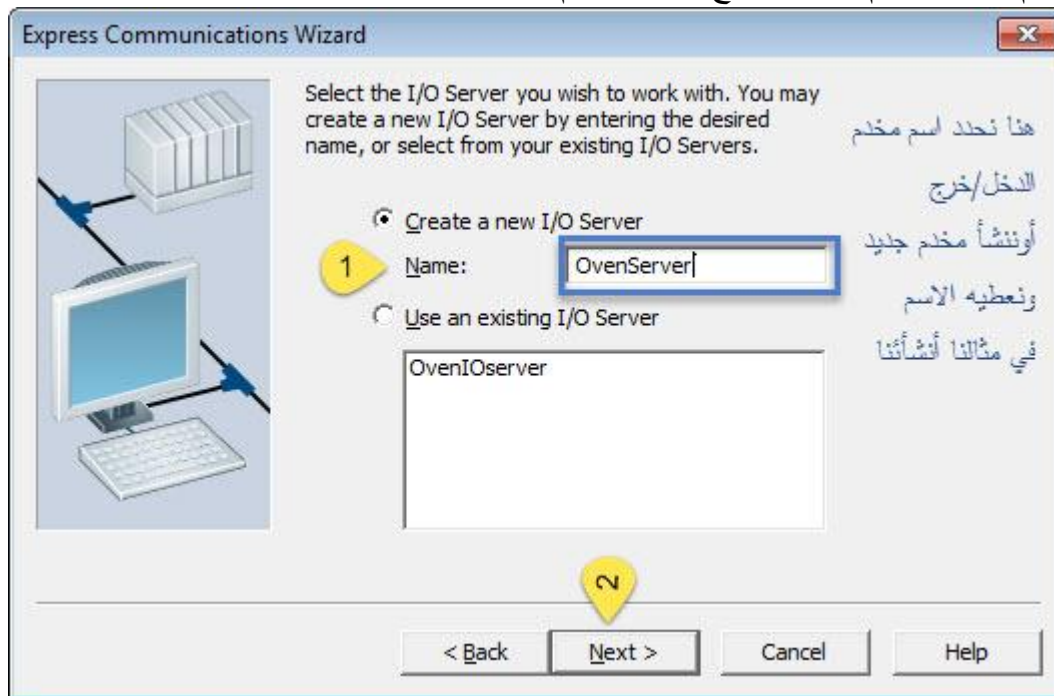 Express Communications Wizard
Select the I/O Server you wish to work with. You may
create a new I/O Server by entering the desired
name, or select from your existing I/O Servers.
هنا نحدد اسم مخدم
الدخل/خرج
أوننشأ مخدم جديد
ونعطيه الاسم
في مثالنا أنشأئنا
Create a new I/O Server
1
Name:
OvenServer
Use an existing I/O Server
OvenIOserver
2
< Back
Next >
Cancel
Help